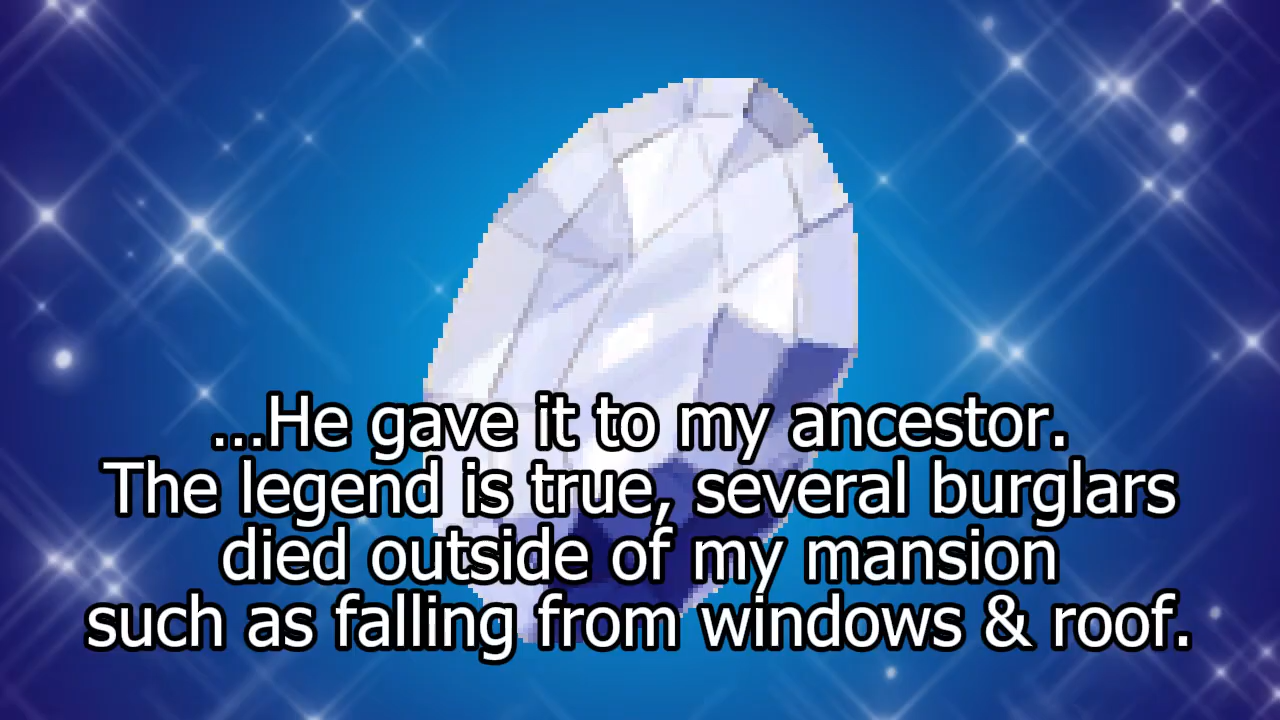 ...He gave it to my ancestor.
The legend is true, several burglars
died outside of my mansion
such as falling from windows & roof.